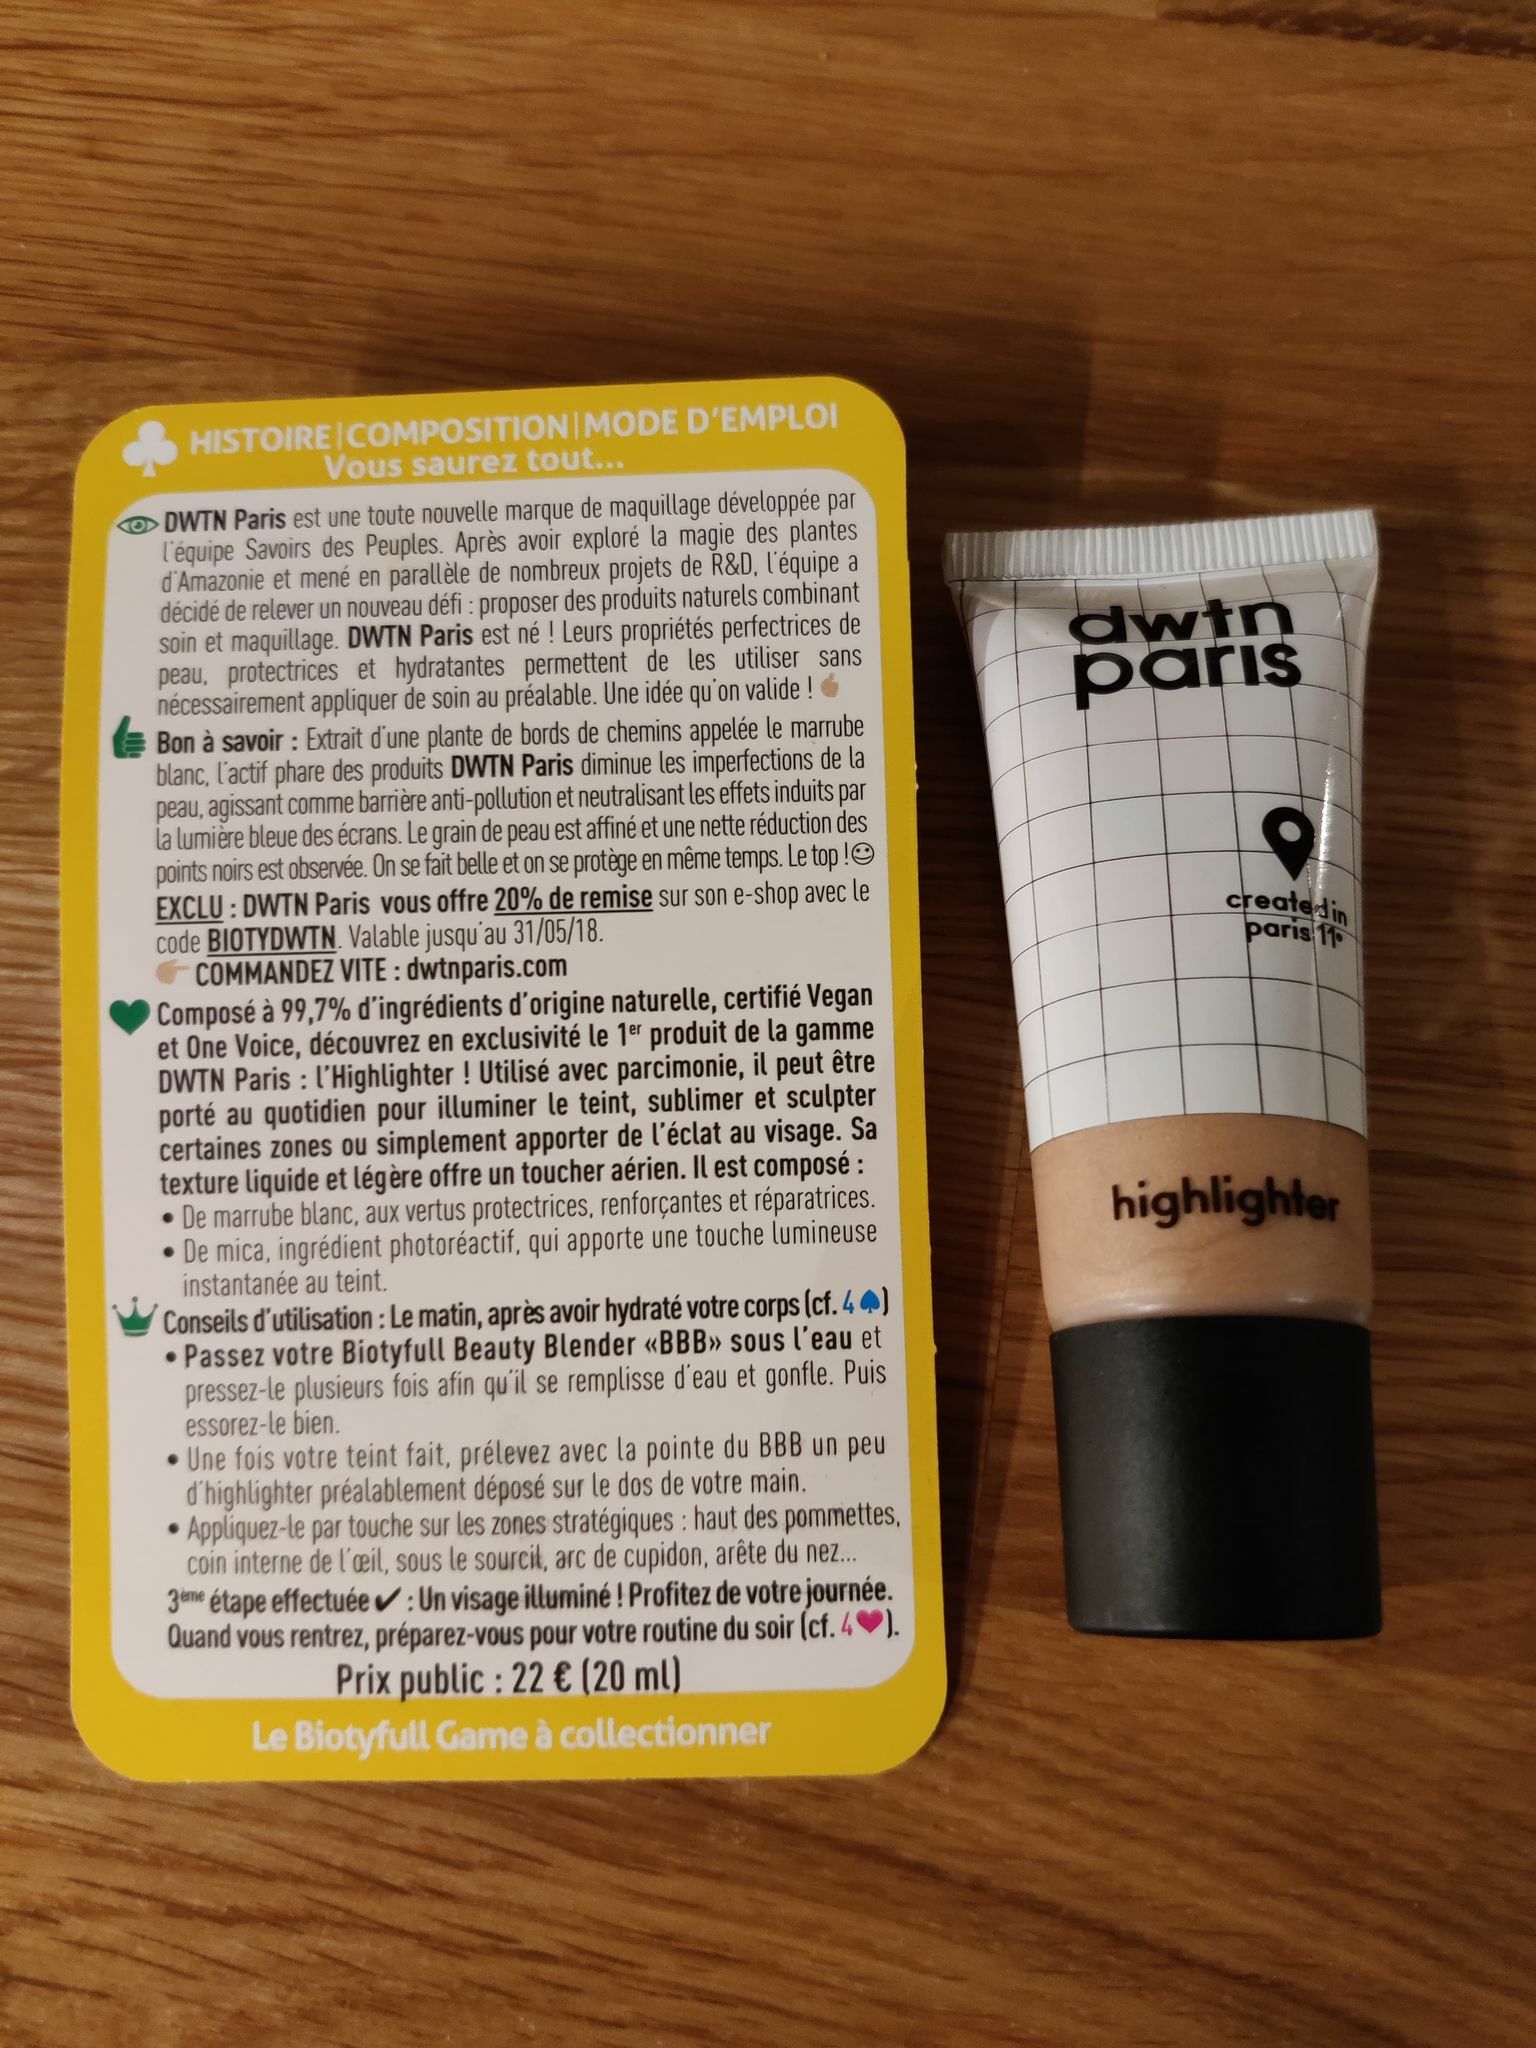 HISTOIRE|COMPOSITION|MODE D'EMPLOI
Vous saurez tout...
DWTN Paris est une toute nouvelle marque de maquillage développée par
l'équipe Savoirs des Peuples. Après avoir exploré la magie des plantes
d'Amazonie et mené en parallèle de nombreux projets de R&D, l'équipe a
décidé de relever un nouveau défi : proposer des produits naturels combinant
soin et maquillage. DWTN Paris est né ! Leurs propriétés perfectrices de
peau, protectrices et hydratantes permettent de les utiliser sans
nécessairement appliquer de soin au préalable. Une idée qu'on valide !
Bon à savoir : Extrait d'une plante de bords de chemins appelée le marrube
blanc, l'actif phare des produits DWTN Paris diminue les imperfections de la
peau, agissant comme barrière anti-pollution et neutralisant les effets induits par
la lumière bleue des écrans. Le grain de peau est affiné et une nette réduction des
points noirs est observée. On se fait belle et on se protège en même temps. Le top !
EXCLU : DWTN Paris vous offre 20% de remise sur son e-shop avec le
code BIOTYDWTN. Valable jusqu'au 31/05/18.
COMMANDEZ VITE : dwtnparis.com
Composé à 99,7% d'ingrédients d'origine naturelle, certifié Vegan
et One Voice, découvrez en exclusivité le 1er produit de la gamme
DWTN Paris : l'Highlighter ! Utilisé avec parcimonie, il peut être
porté au quotidien pour illuminer le teint, sublimer et sculpter
certaines zones ou simplement apporter de l'éclat au visage. Sa
texture liquide et légère offre un toucher aérien. Il est composé :
• De marrube blanc, aux vertus protectrices, renforçantes et réparatrices.
• De mica, ingrédient photoréactif, qui apporte une touche lumineuse
instantanée au teint.
Conseils d'utilisation : Le matin, après avoir hydraté votre corps (cf. 4♠)
• Passez votre Biotyfull Beauty Blender «BBB» sous l'eau et
pressez-le plusieurs fois afin qu'il se remplisse d'eau et gonfle. Puis
essorez-le bien.
• Une fois votre teint fait, prélevez avec la pointe du BBB un peu
d'highlighter préalablement déposé sur le dos de votre main.
• Appliquez-le par touche sur les zones stratégiques : haut des pommettes,
coin interne de l'œil, sous le sourcil, arc de cupidon, arête du nez...
3ème étape effectuée ✔ : Un visage illuminé ! Profitez de votre journée.
Quand vous rentrez, préparez-vous pour votre routine du soir (cf. 4♥).
Prix public : 22 € (20 ml)
Le Biotyfull Game à collectionner
dwtn
paris
created in
paris 11e
highlighter